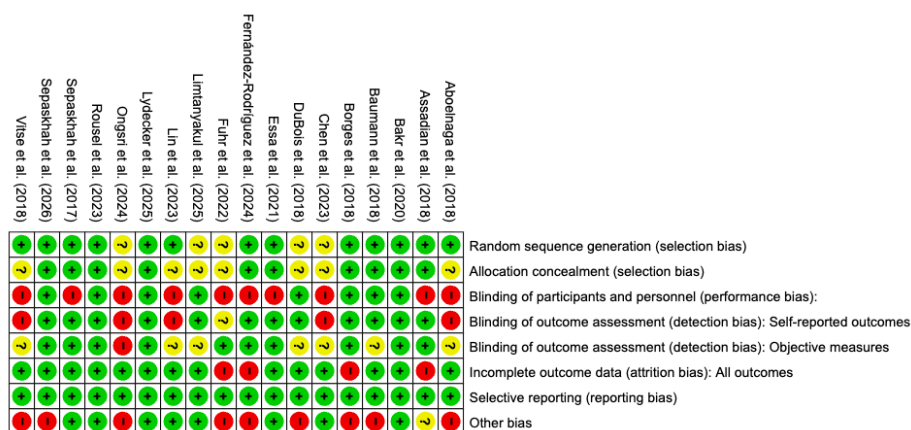 Vitse et al. (2018)
Sepaskhah et al. (2026)
Sepaskhah et al. (2017)
Rousel et al. (2023)
Ongsri et al. (2024)
Lydecker et al. (2025)
Lin et al. (2023)
Limtanyakul et al. (2025)
Fuhr et al. (2022)
Fernández-Rodríguez et al. (2024)
Essa et al. (2021)
DuBois et al. (2018)
Chen et al. (2023)
Borges et al. (2018)
Baumann et al. (2018)
Bakr et al. (2020)
Assadian et al. (2018)
Aboelnaga et al. (2018)
+ + + + ? + + ? ? + + ? ? + + + + + Random sequence generation (selection bias)
? + + + ? + ? ? ? + + ? ? + + + + ? Allocation concealment (selection bias)
– + – + – + – + – – – + – + + + – – Blinding of participants and personnel (performance bias):
– + + + – + – + ? + + + – + + + + – Blinding of outcome assessment (detection bias): Self-reported outcomes
? + + + – + ? ? + + + ? ? + ? + + ? Blinding of outcome assessment (detection bias): Objective measures
+ + + + + + + + – – + + + – + + – + Incomplete outcome data (attrition bias): All outcomes
+ + + + + + + + + + + + + + + + + + Selective reporting (reporting bias)
– – + + – + + + – – + – + – – + ? – Other bias